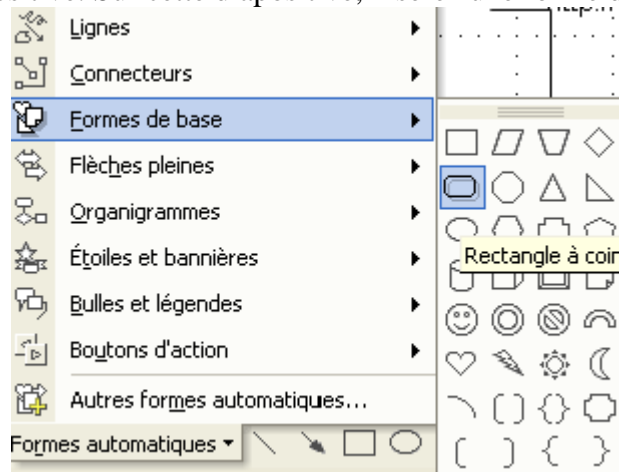 Lignes
Connecteurs
Formes de base
Flèches pleines
Organigrammes
Étoiles et bannières
Bulles et légendes
Boutons d'action
Autres formes automatiques...
Formes automatiques
Rectangle à coin